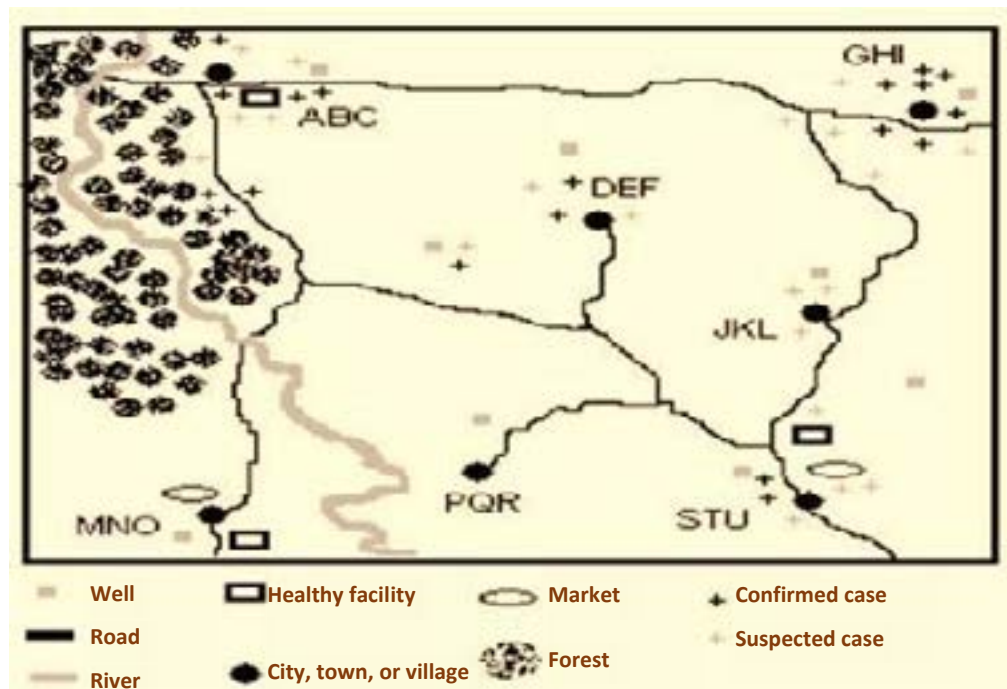 GHI
ABC
DEF
JKL
PQR
MNO
STU
Well
Healthy facility
Market
Confirmed case
Road
Suspected case
City, town, or village
Forest
River